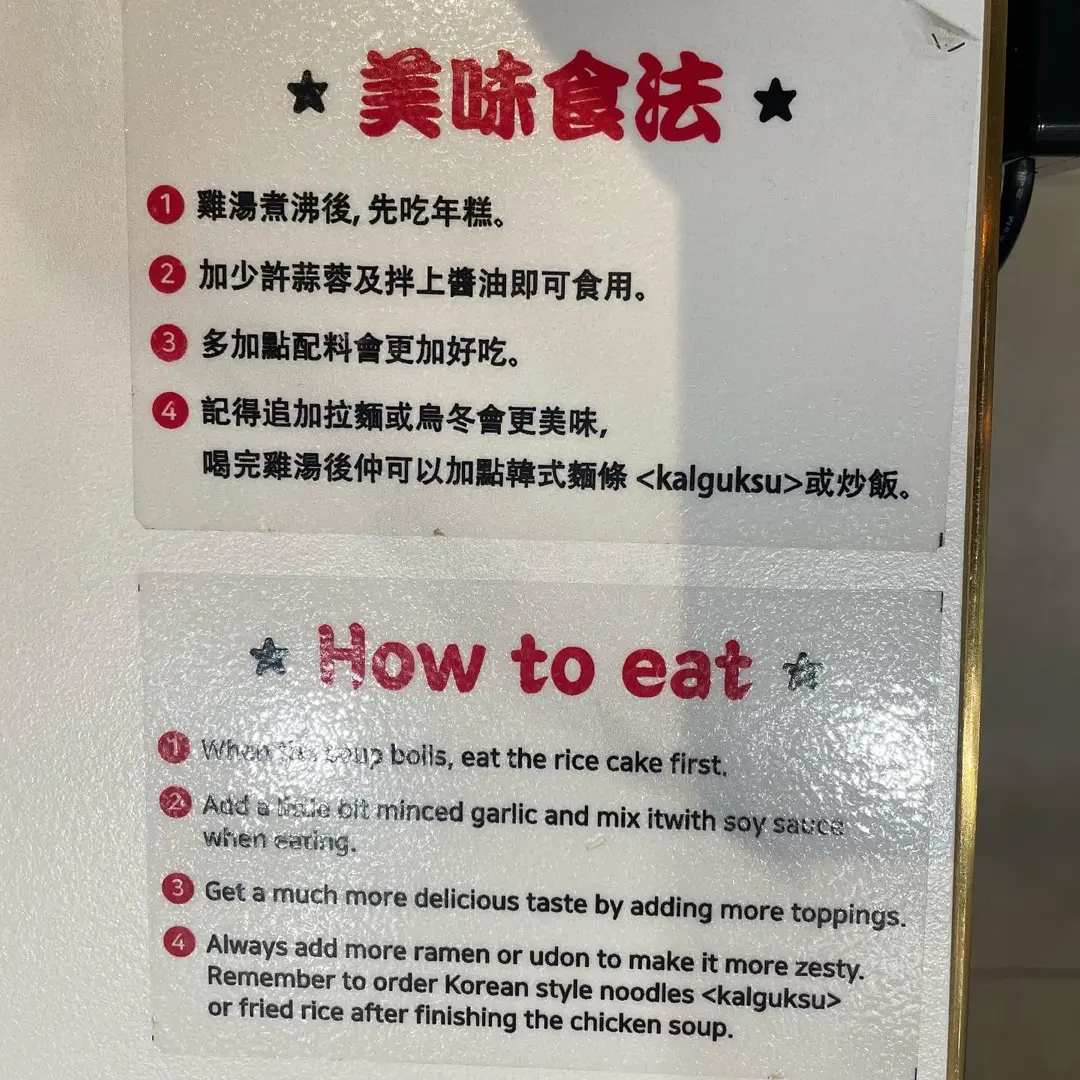 ★ 美味食法 ★
1 雞湯煮沸後, 先吃年糕。
2 加少許蒜蓉及拌上醬油即可食用。
3 多加點配料會更加好吃。
4 記得追加拉麵或烏冬會更美味,
喝完雞湯後仲可以加點韓式麵條 <kalguksu>或炒飯。
★ How to eat ★
1 When the soup boils, eat the rice cake first.
2 Add a little bit minced garlic and mix itwith soy sauce
when eating.
3 Get a much more delicious taste by adding more toppings.
4 Always add more ramen or udon to make it more zesty.
Remember to order Korean style noodles <kalguksu>
or fried rice after finishing the chicken soup.